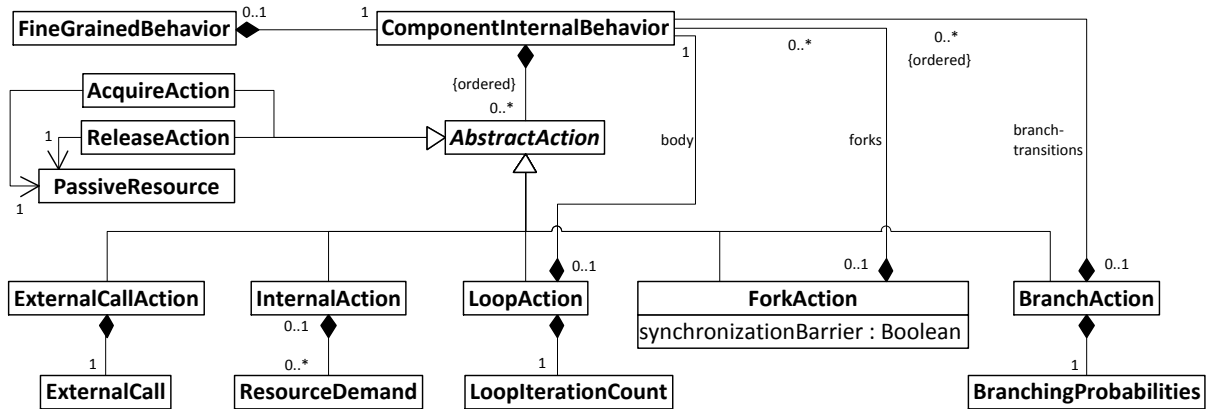 0..1
1
FineGrainedBehavior
ComponentInternalBehavior
1
0..*
0..*
{ordered}
{ordered}
0..*
AcquireAction
1
ReleaseAction
AbstractAction
body
forks
branch-
transitions
PassiveResource
1
0..1
0..1
0..1
ExternalCallAction
InternalAction
LoopAction
ForkAction
BranchAction
0..1
synchronizationBarrier : Boolean
1
0..*
1
1
ExternalCall
ResourceDemand
LoopIterationCount
BranchingProbabilities